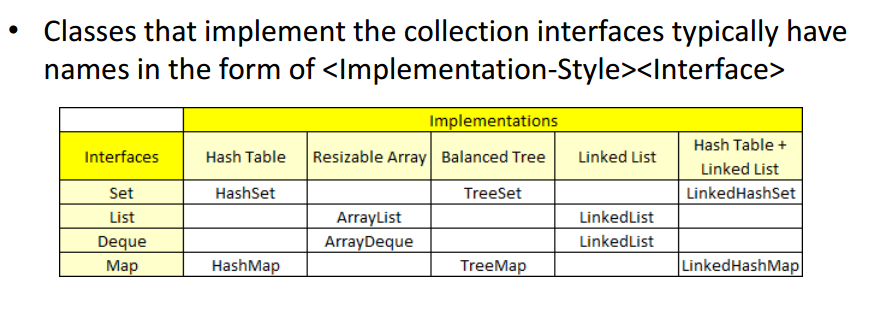 • Classes that implement the collection interfaces typically have
names in the form of <Implementation-Style><Interface>
Implementations
Interfaces Hash Table Resizable Array Balanced Tree Linked List Hash Table + Linked List
Set HashSet TreeSet LinkedHashSet
List ArrayList LinkedList
Deque ArrayDeque LinkedList
Map HashMap TreeMap LinkedHashMap